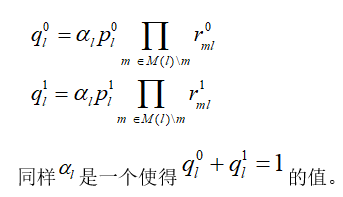 q_l^0 = α_l p_l^0 ∏_{m ∈M(l)\m} r_{ml}^0
q_l^1 = α_l p_l^1 ∏_{m ∈M(l)\m} r_{ml}^1
同样 α_l 是一个使得 q_l^0 + q_l^1 = 1 的值。